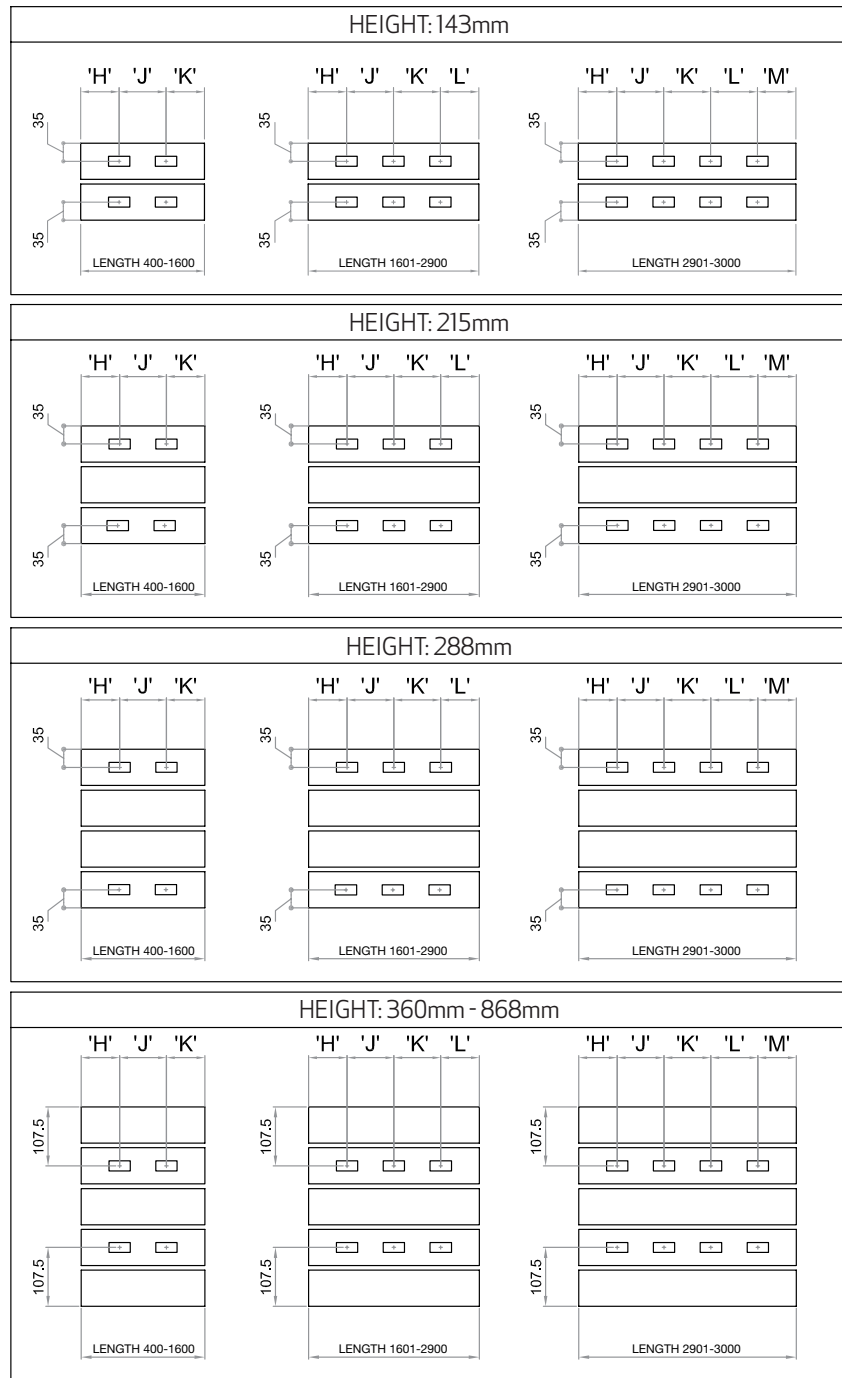 HEIGHT: 143mm
'H' 'J' 'K' 'H' 'J' 'K' 'L' 'H' 'J' 'K' 'L' 'M'
35 35 35
35 35 35
LENGTH 400-1600 LENGTH 1601-2900 LENGTH 2901-3000
HEIGHT: 215mm
'H' 'J' 'K' 'H' 'J' 'K' 'L' 'H' 'J' 'K' 'L' 'M'
35 35 35
35 35 35
LENGTH 400-1600 LENGTH 1601-2900 LENGTH 2901-3000
HEIGHT: 288mm
'H' 'J' 'K' 'H' 'J' 'K' 'L' 'H' 'J' 'K' 'L' 'M'
35 35 35
35 35 35
LENGTH 400-1600 LENGTH 1601-2900 LENGTH 2901-3000
HEIGHT: 360mm - 868mm
'H' 'J' 'K' 'H' 'J' 'K' 'L' 'H' 'J' 'K' 'L' 'M'
107.5 107.5 107.5
107.5 107.5 107.5
LENGTH 400-1600 LENGTH 1601-2900 LENGTH 2901-3000